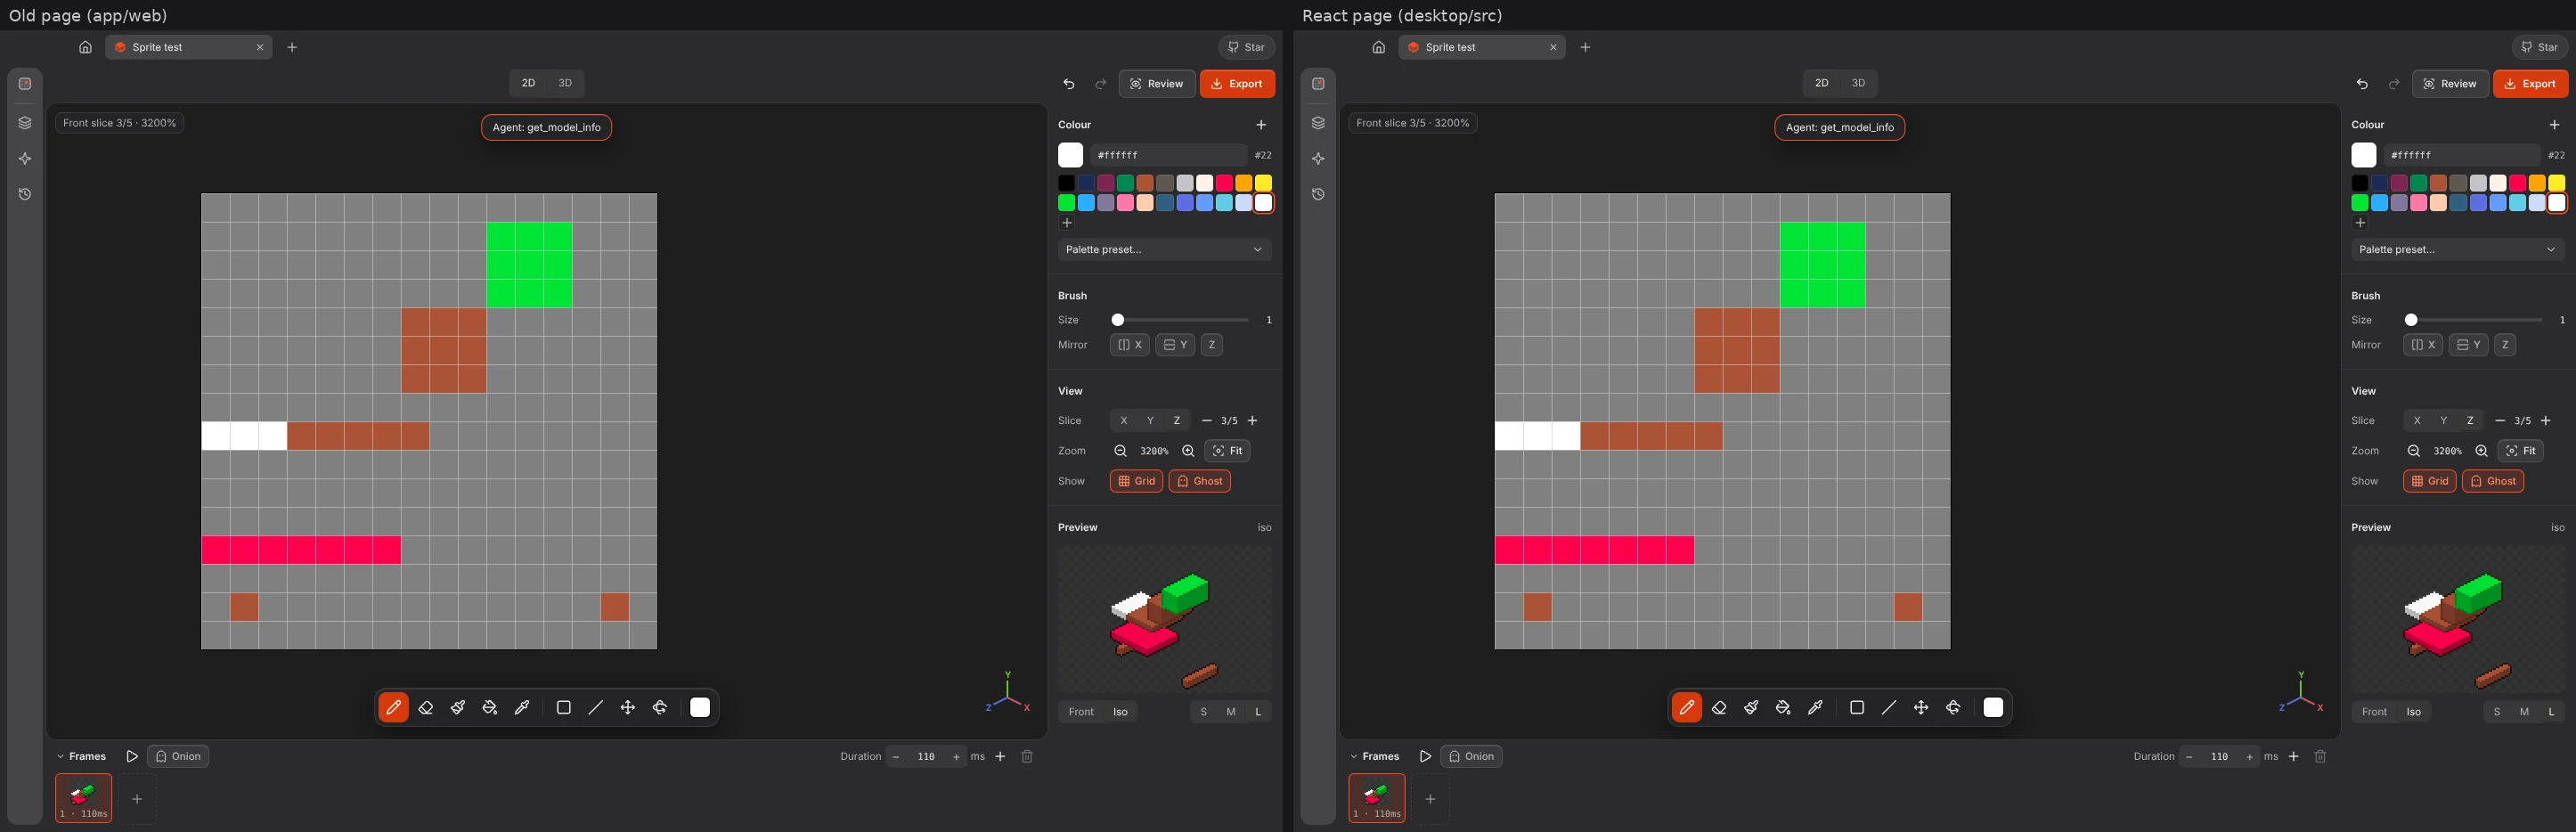 Old page (app/web)
Sprite test
Star
2D 3D
Review Export
Front slice 3/5 · 3200%
Agent: get_model_info
Colour
#ffffff #22
Palette preset...
Brush
Size 1
Mirror X Y Z
View
Slice X Y Z 3/5
Zoom 3200% Fit
Show Grid Ghost
Preview iso
Y
Z X
Front Iso S M L
Frames Onion Duration 110 ms
1 · 110ms
React page (desktop/src)
Sprite test
Star
2D 3D
Review Export
Front slice 3/5 · 3200%
Agent: get_model_info
Colour
#ffffff #22
Palette preset...
Brush
Size 1
Mirror X Y Z
View
Slice X Y Z 3/5
Zoom 3200% Fit
Show Grid Ghost
Preview iso
Y
Z X
Front Iso S M L
Frames Onion Duration 110 ms
1 · 110ms